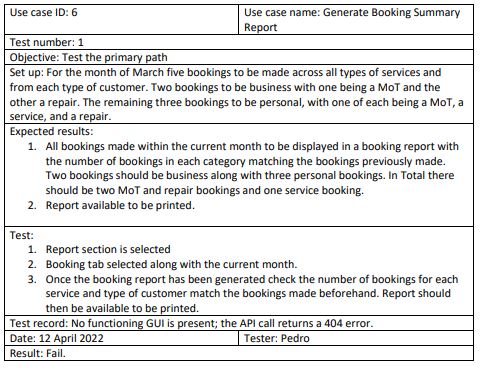 Use case ID: 6
Use case name: Generate Booking Summary
Report
Test number: 1
Objective: Test the primary path
Set up: For the month of March five bookings to be made across all types of services and
from each type of customer. Two bookings to be business with one being a MoT and the
other a repair. The remaining three bookings to be personal, with one of each being a MoT, a
service, and a repair.
Expected results:
1. All bookings made within the current month to be displayed in a booking report with
the number of bookings in each category matching the bookings previously made.
Two bookings should be business along with three personal bookings. In Total there
should be two MoT and repair bookings and one service booking.
2. Report available to be printed.
Test:
1. Report section is selected
2. Booking tab selected along with the current month.
3. Once the booking report has been generated check the number of bookings for each
service and type of customer match the bookings made beforehand. Report should
then be available to be printed.
Test record: No functioning GUI is present; the API call returns a 404 error.
Date: 12 April 2022
Tester: Pedro
Result: Fail.